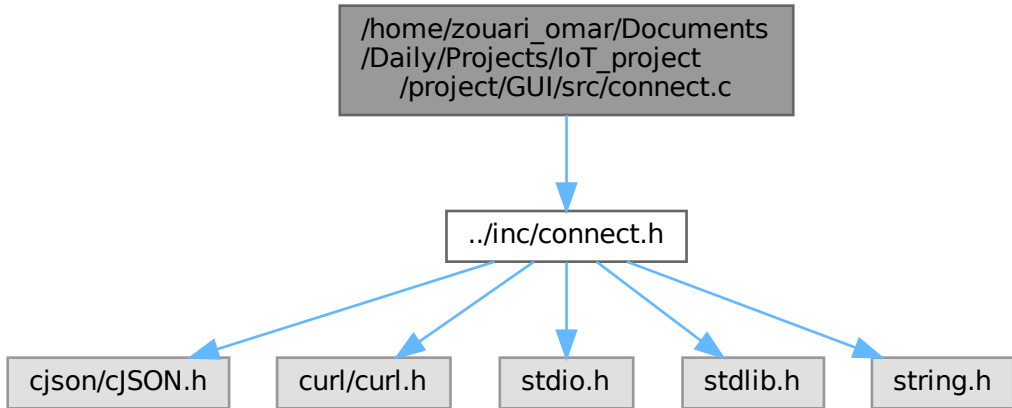 /home/zouari_omar/Documents
/Daily/Projects/IoT_project
/project/GUI/src/connect.c
../inc/connect.h
cjson/cJSON.h
curl/curl.h
stdio.h
stdlib.h
string.h